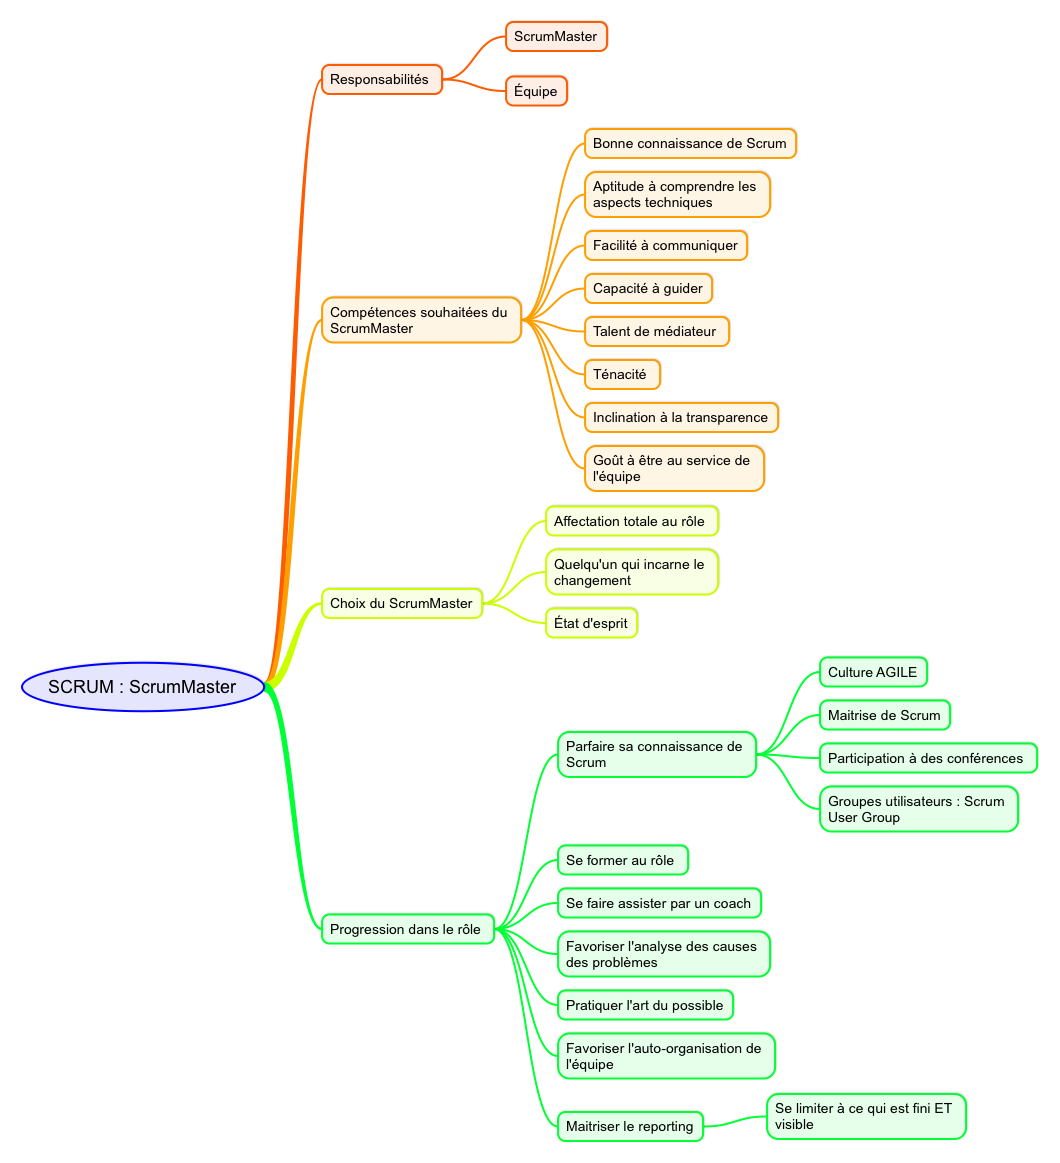 ScrumMaster
Responsabilités
Équipe
Bonne connaissance de Scrum
Aptitude à comprendre les
aspects techniques
Facilité à communiquer
Capacité à guider
Compétences souhaitées du
ScrumMaster
Talent de médiateur
Ténacité
Inclination à la transparence
Goût à être au service de
l'équipe
Affectation totale au rôle
Quelqu'un qui incarne le
changement
Choix du ScrumMaster
État d'esprit
SCRUM : ScrumMaster
Culture AGILE
Maitrise de Scrum
Parfaire sa connaissance de
Scrum
Participation à des conférences
Groupes utilisateurs : Scrum
User Group
Se former au rôle
Se faire assister par un coach
Progression dans le rôle
Favoriser l'analyse des causes
des problèmes
Pratiquer l'art du possible
Favoriser l'auto-organisation de
l'équipe
Maitriser le reporting
Se limiter à ce qui est fini ET
visible